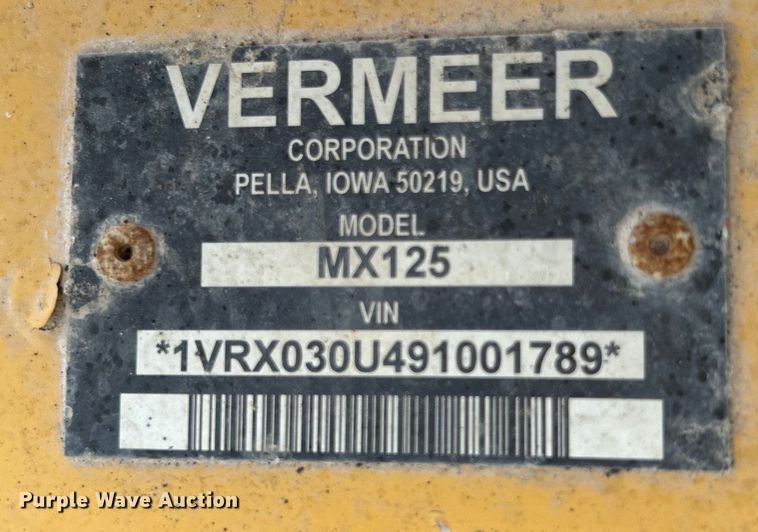 VERMEER
CORPORATION
PELLA, IOWA 50219, USA
MODEL
MX125
VIN
*1VRX030U491001789*
Purple Wave Auction